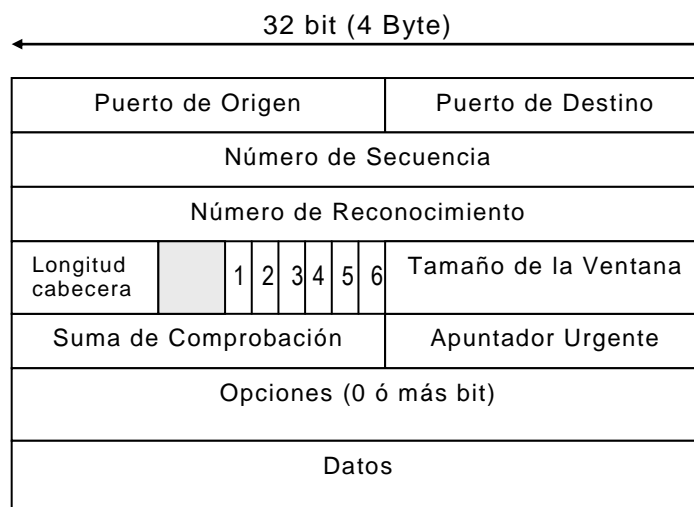 32 bit (4 Byte)
Puerto de Origen
Puerto de Destino
Número de Secuencia
Número de Reconocimiento
Longitud
cabecera
1 2 3 4 5 6
Tamaño de la Ventana
Suma de Comprobación
Apuntador Urgente
Opciones (0 ó más bit)
Datos